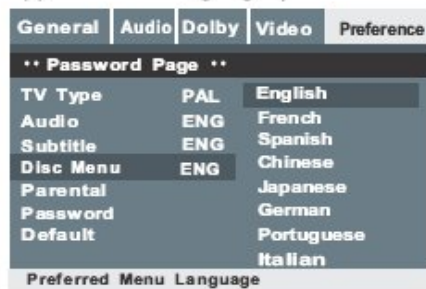 General Audio Dolby Video Preference
·· Password Page ··
TV Type PAL English
Audio ENG French
Subtitle ENG Spanish
Disc Menu ENG Chinese
Parental Japanese
Password German
Default Portuguese
Italian
Preferred Menu Language